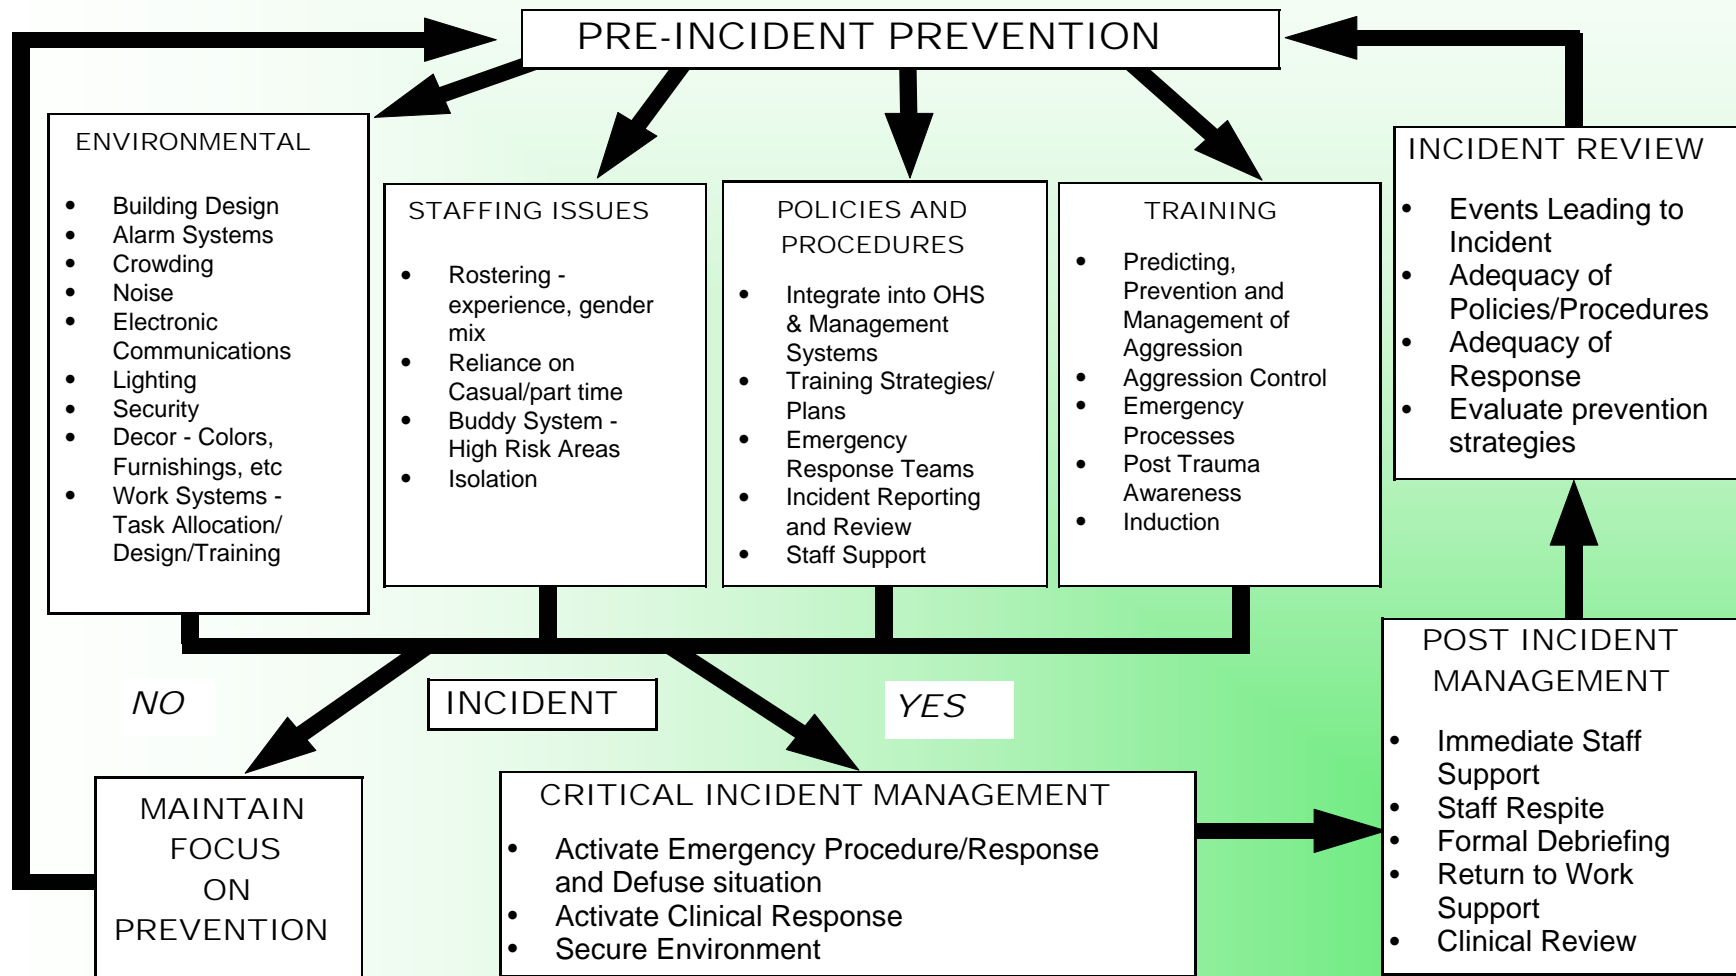 PRE-INCIDENT PREVENTION
ENVIRONMENTAL
• Building Design
• Alarm Systems
• Crowding
• Noise
• Electronic
Communications
• Lighting
• Security
• Decor - Colors,
Furnishings, etc
• Work Systems -
Task Allocation/
Design/Training
STAFFING ISSUES
• Rostering -
experience, gender
mix
• Reliance on
Casual/part time
• Buddy System -
High Risk Areas
• Isolation
POLICIES AND
PROCEDURES
• Integrate into OHS
& Management
Systems
• Training Strategies/
Plans
• Emergency
Response Teams
• Incident Reporting
and Review
• Staff Support
TRAINING
• Predicting,
Prevention and
Management of
Aggression
• Aggression Control
• Emergency
Processes
• Post Trauma
Awareness
• Induction
INCIDENT REVIEW
• Events Leading to
Incident
• Adequacy of
Policies/Procedures
• Adequacy of
Response
• Evaluate prevention
strategies
NO
INCIDENT
YES
MAINTAIN
FOCUS
ON
PREVENTION
CRITICAL INCIDENT MANAGEMENT
• Activate Emergency Procedure/Response
and Defuse situation
• Activate Clinical Response
• Secure Environment
POST INCIDENT
MANAGEMENT
• Immediate Staff
Support
• Staff Respite
• Formal Debriefing
• Return to Work
Support
• Clinical Review